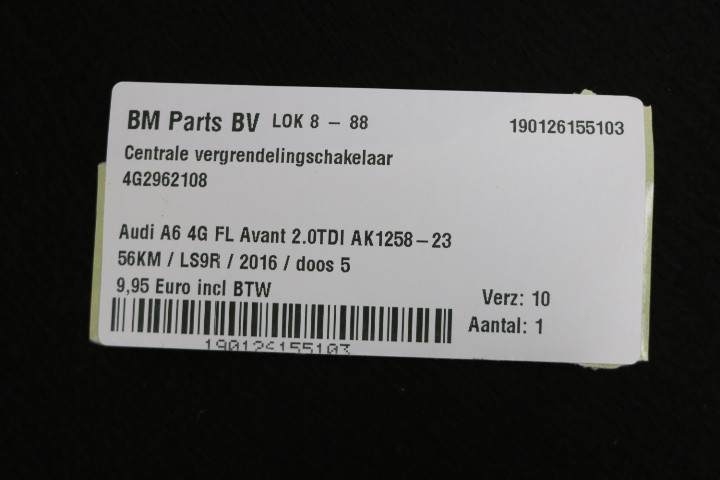 BM Parts BV LOK 8 – 88 190126155103
Centrale vergrendelingschakelaar
4G2962108
Audi A6 4G FL Avant 2.0TDI AK1258–23
56KM / LS9R / 2016 / doos 5
9,95 Euro incl BTW
Verz: 10
Aantal: 1
190126155103